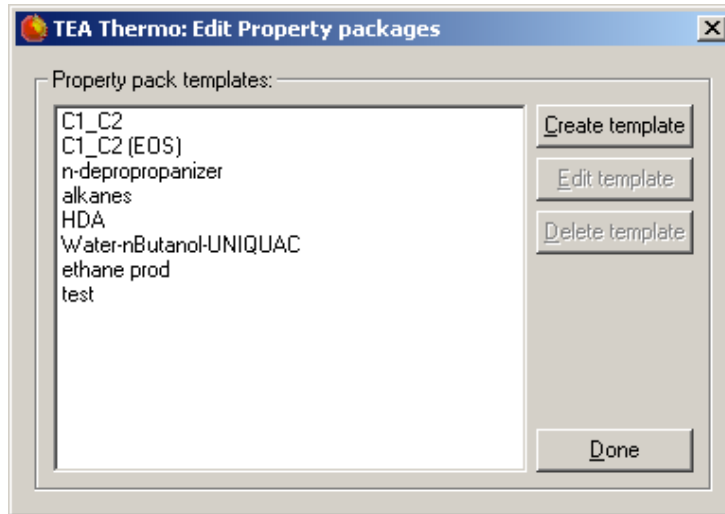 TEA Thermo: Edit Property packages
Property pack templates:
C1_C2
C1_C2 (EOS)
n-depropropanizer
alkanes
HDA
Water-nButanol-UNIQUAC
ethane prod
test
Create template
Edit template
Delete template
Done